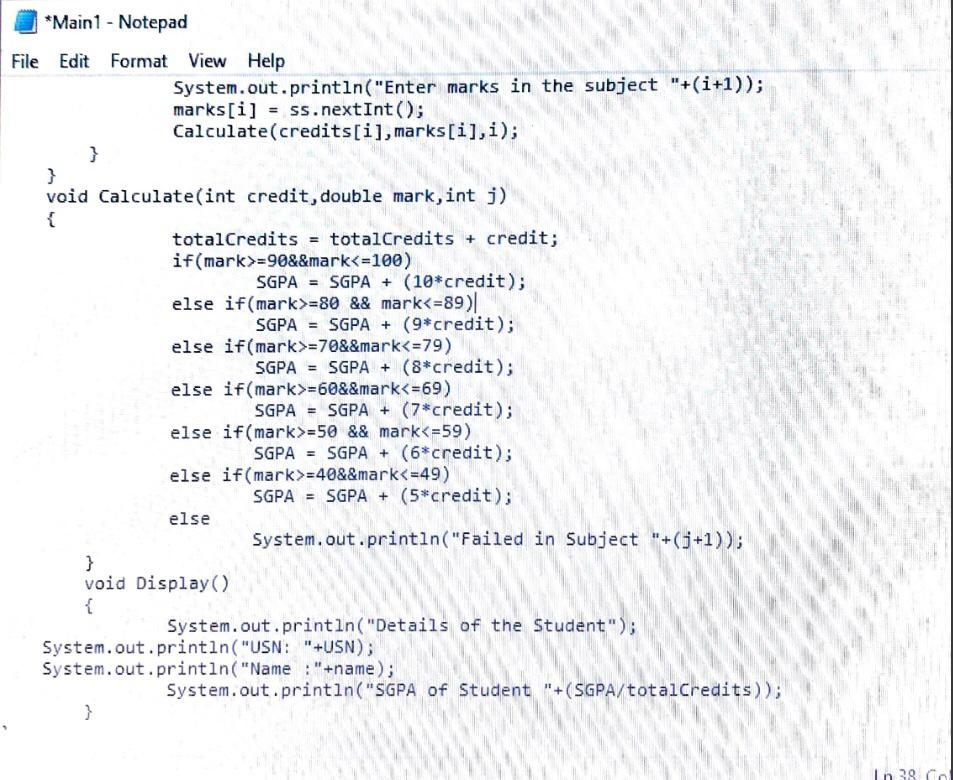 *Main1 - Notepad
File Edit Format View Help
System.out.println("Enter marks in the subject "+(i+1));
marks[i] = ss.nextInt();
Calculate(credits[i],marks[i],i);
}
}
void Calculate(int credit,double mark,int j)
{
totalCredits = totalCredits + credit;
if(mark>=90&&mark<=100)
SGPA = SGPA + (10*credit);
else if(mark>=80 && mark<=89)
SGPA = SGPA + (9*credit);
else if(mark>=70&&mark<=79)
SGPA = SGPA + (8*credit);
else if(mark>=60&&mark<=69)
SGPA = SGPA + (7*credit);
else if(mark>=50 && mark<=59)
SGPA = SGPA + (6*credit);
else if(mark>=40&&mark<=49)
SGPA = SGPA + (5*credit);
else
System.out.println("Failed in Subject "+(j+1));
}
void Display()
{
System.out.println("Details of the Student");
System.out.println("USN: "+USN);
System.out.println("Name :"+name);
System.out.println("SGPA of Student "+(SGPA/totalCredits));
}
Ln 38, Col